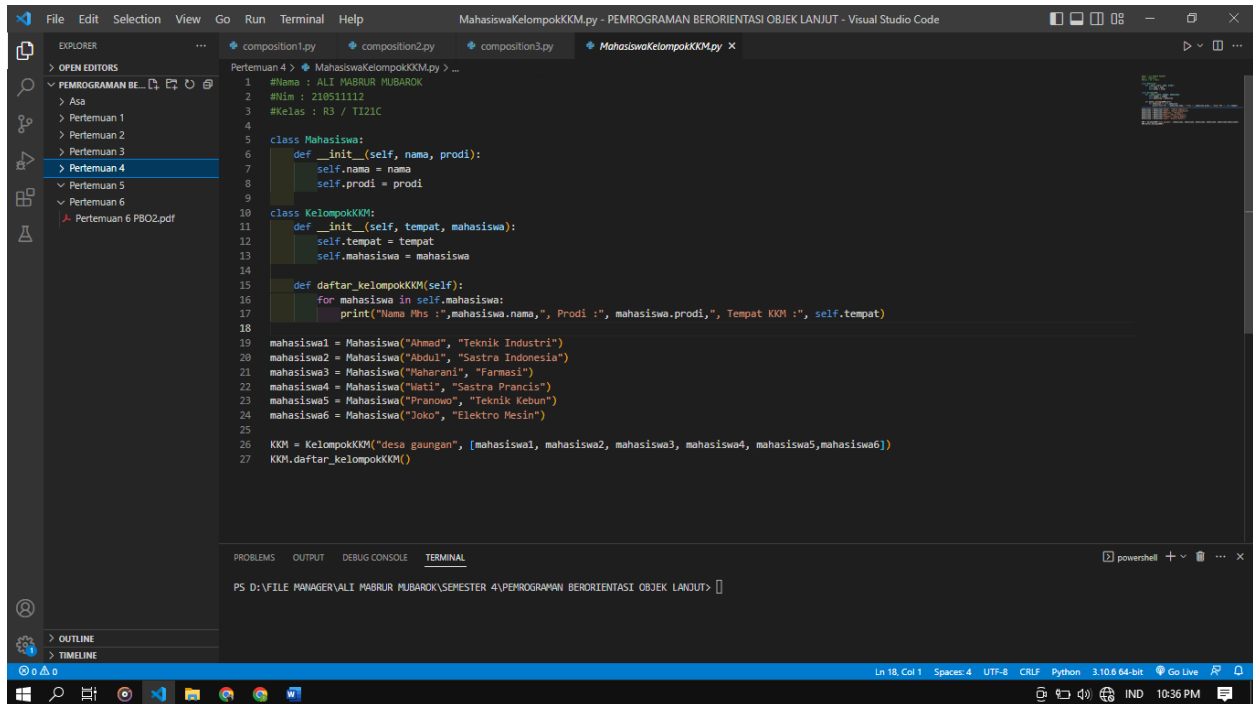 File Edit Selection View Go Run Terminal Help MahasiswaKelompokKKM.py - PEMROGRAMAN BERORIENTASI OBJEK LANJUT - Visual Studio Code
EXPLORER ...
composition1.py composition2.py composition3.py MahasiswaKelompokKKM.py ×
> OPEN EDITORS
PEMROGRAMAN BE...
> Asa
> Pertemuan 1
> Pertemuan 2
> Pertemuan 3
> Pertemuan 4
Pertemuan 5
Pertemuan 6
Pertemuan 6 PBO2.pdf
> OUTLINE
> TIMELINE
Pertemuan 4 > MahasiswaKelompokKKM.py > ...
1 #Nama : ALI MABRUR MUBAROK
2 #Nim : 210511112
3 #Kelas : R3 / TI21C
4
5 class Mahasiswa:
6 def __init__(self, nama, prodi):
7 self.nama = nama
8 self.prodi = prodi
9
10 class KelompokKKM:
11 def __init__(self, tempat, mahasiswa):
12 self.tempat = tempat
13 self.mahasiswa = mahasiswa
14
15 def daftar_kelompokKKM(self):
16 for mahasiswa in self.mahasiswa:
17 print("Nama Mhs :",mahasiswa.nama,", Prodi :", mahasiswa.prodi,", Tempat KKM :", self.tempat)
18
19 mahasiswa1 = Mahasiswa("Ahmad", "Teknik Industri")
20 mahasiswa2 = Mahasiswa("Abdul", "Sastra Indonesia")
21 mahasiswa3 = Mahasiswa("Maharani", "Farmasi")
22 mahasiswa4 = Mahasiswa("Wati", "Sastra Prancis")
23 mahasiswa5 = Mahasiswa("Pranowo", "Teknik Kebun")
24 mahasiswa6 = Mahasiswa("Joko", "Elektro Mesin")
25
26 KKM = KelompokKKM("desa gaungan", [mahasiswa1, mahasiswa2, mahasiswa3, mahasiswa4, mahasiswa5,mahasiswa6])
27 KKM.daftar_kelompokKKM()
PROBLEMS OUTPUT DEBUG CONSOLE TERMINAL powershell
PS D:\FILE MANAGER\ALI MABRUR MUBAROK\SEMESTER 4\PEMROGRAMAN BERORIENTASI OBJEK LANJUT>
0 0 Ln 18, Col 1 Spaces: 4 UTF-8 CRLF Python 3.10.6 64-bit Go Live
IND 10:36 PM